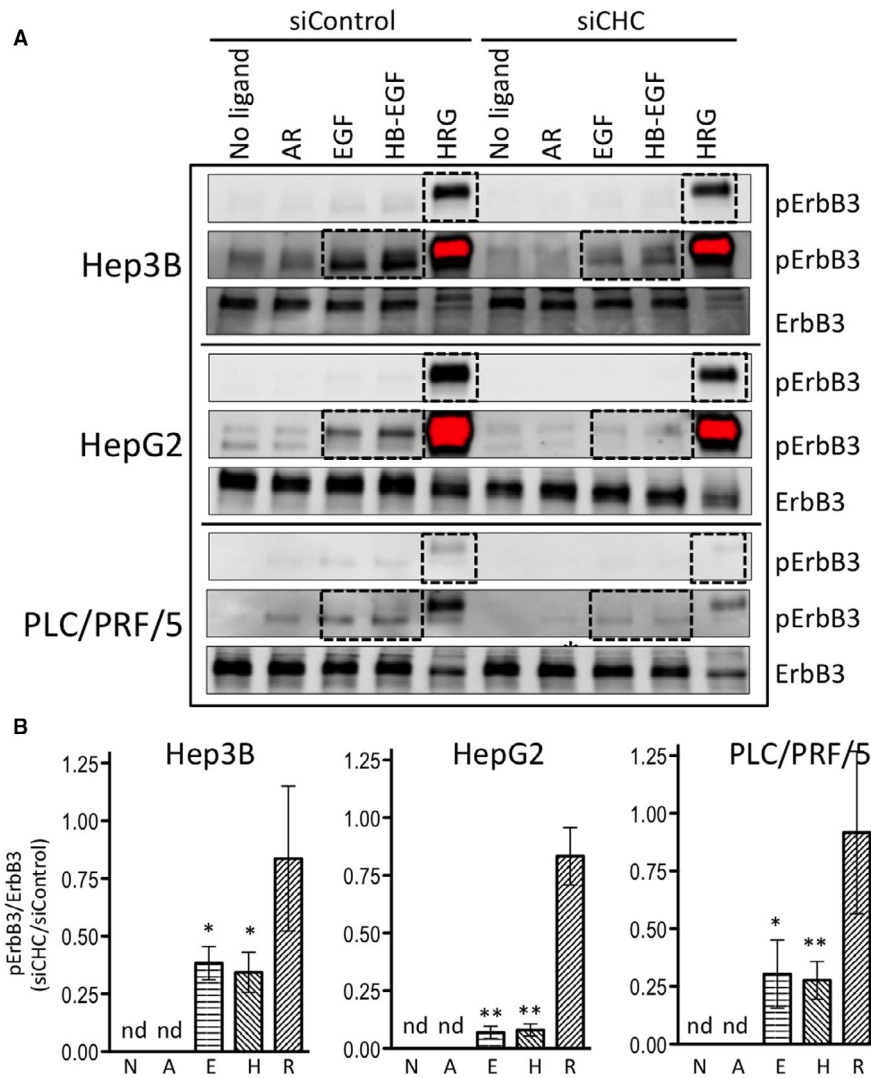 A
siControl siCHC
No ligand AR EGF HB-EGF HRG No ligand AR EGF HB-EGF HRG
pErbB3
Hep3B pErbB3
ErbB3
pErbB3
HepG2 pErbB3
ErbB3
pErbB3
PLC/PRF/5 pErbB3
*
ErbB3
B
pErbB3/ErbB3
(siCHC/siControl)
Hep3B
1.25
1.00
0.75
0.50
0.25
0.00
* *
nd nd
N A E H R
HepG2
1.25
1.00
0.75
0.50
0.25
0.00
** **
nd nd
N A E H R
PLC/PRF/5
1.25
1.00
0.75
0.50
0.25
0.00
* **
nd nd
N A E H R